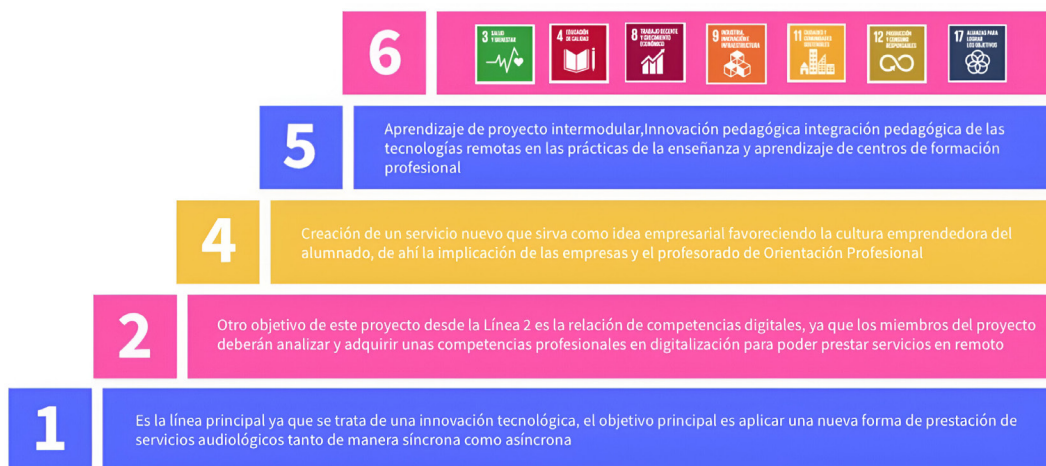 6
3 SALUD
Y BIENESTAR
4 EDUCACIÓN
DE CALIDAD
8 TRABAJO DECENTE
Y CRECIMIENTO
ECONÓMICO
9 INDUSTRIA,
INNOVACIÓN E
INFRAESTRUCTURA
11 CIUDADES Y
COMUNIDADES
SOSTENIBLES
12 PRODUCCIÓN
Y CONSUMO
RESPONSABLES
17 ALIANZAS PARA
LOGRAR
LOS OBJETIVOS
5
Aprendizaje de proyecto intermodular,Innovación pedagógica integración pedagógica de las
tecnologías remotas en las prácticas de la enseñanza y aprendizaje de centros de formación
profesional
4
Creación de un servicio nuevo que sirva como idea empresarial favoreciendo la cultura emprendedora del
alumnado, de ahí la implicación de las empresas y el profesorado de Orientación Profesional
2
Otro objetivo de este proyecto desde la Línea 2 es la relación de competencias digitales, ya que los miembros del proyecto
deberán analizar y adquirir unas competencias profesionales en digitalización para poder prestar servicios en remoto
1
Es la línea principal ya que se trata de una innovación tecnológica, el objetivo principal es aplicar una nueva forma de prestación de
servicios audiológicos tanto de manera síncrona como asíncrona